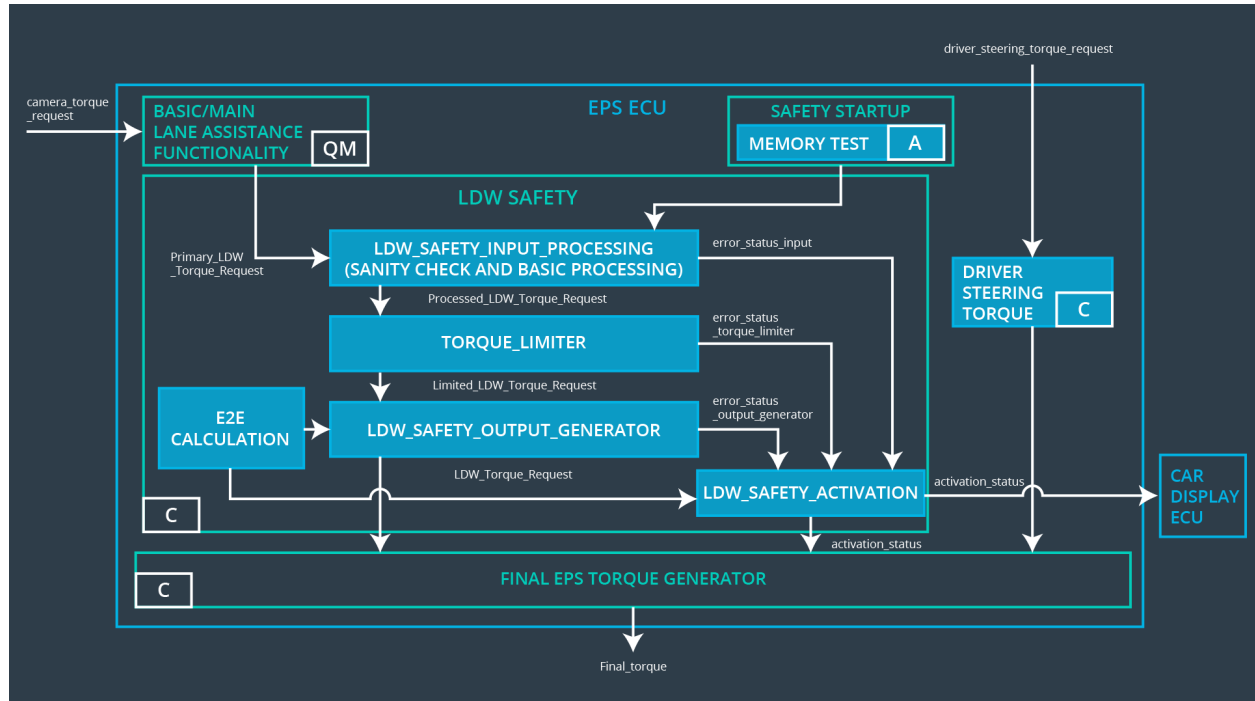 driver_steering_torque_request
camera_torque
_request
EPS ECU
BASIC/MAIN
LANE ASSISTANCE
FUNCTIONALITY
QM
SAFETY STARTUP
MEMORY TEST
A
LDW SAFETY
Primary_LDW
_Torque_Request
LDW_SAFETY_INPUT_PROCESSING
(SANITY CHECK AND BASIC PROCESSING)
error_status_input
DRIVER
STEERING
TORQUE
C
Processed_LDW_Torque_Request
TORQUE_LIMITER
error_status
_torque_limiter
Limited_LDW_Torque_Request
E2E
CALCULATION
LDW_SAFETY_OUTPUT_GENERATOR
error_status
_output_generator
LDW_Torque_Request
LDW_SAFETY_ACTIVATION
activation_status
CAR
DISPLAY
ECU
C
activation_status
FINAL EPS TORQUE GENERATOR
C
Final_torque